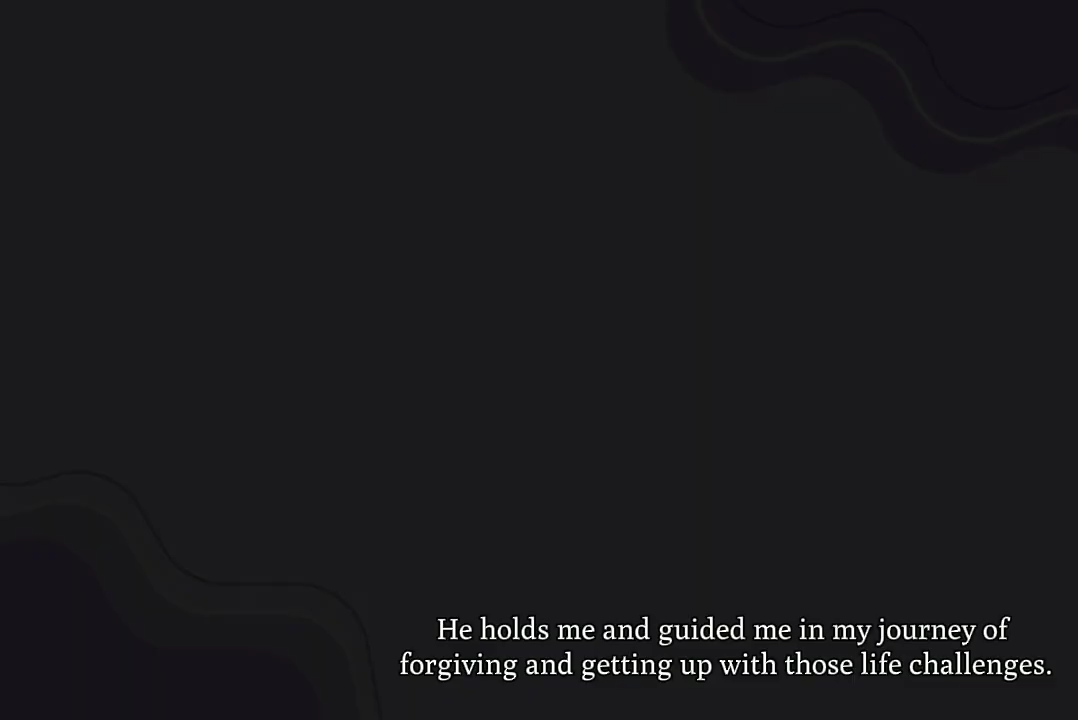 He holds me and guided me in my journey of
forgiving and getting up with those life challenges.